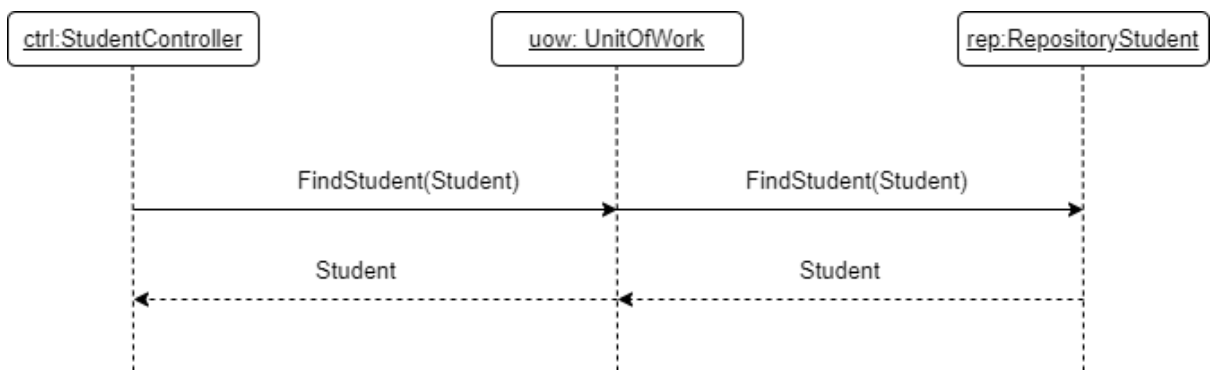 ctrl:StudentController
uow: UnitOfWork
rep:RepositoryStudent
FindStudent(Student)
FindStudent(Student)
Student
Student